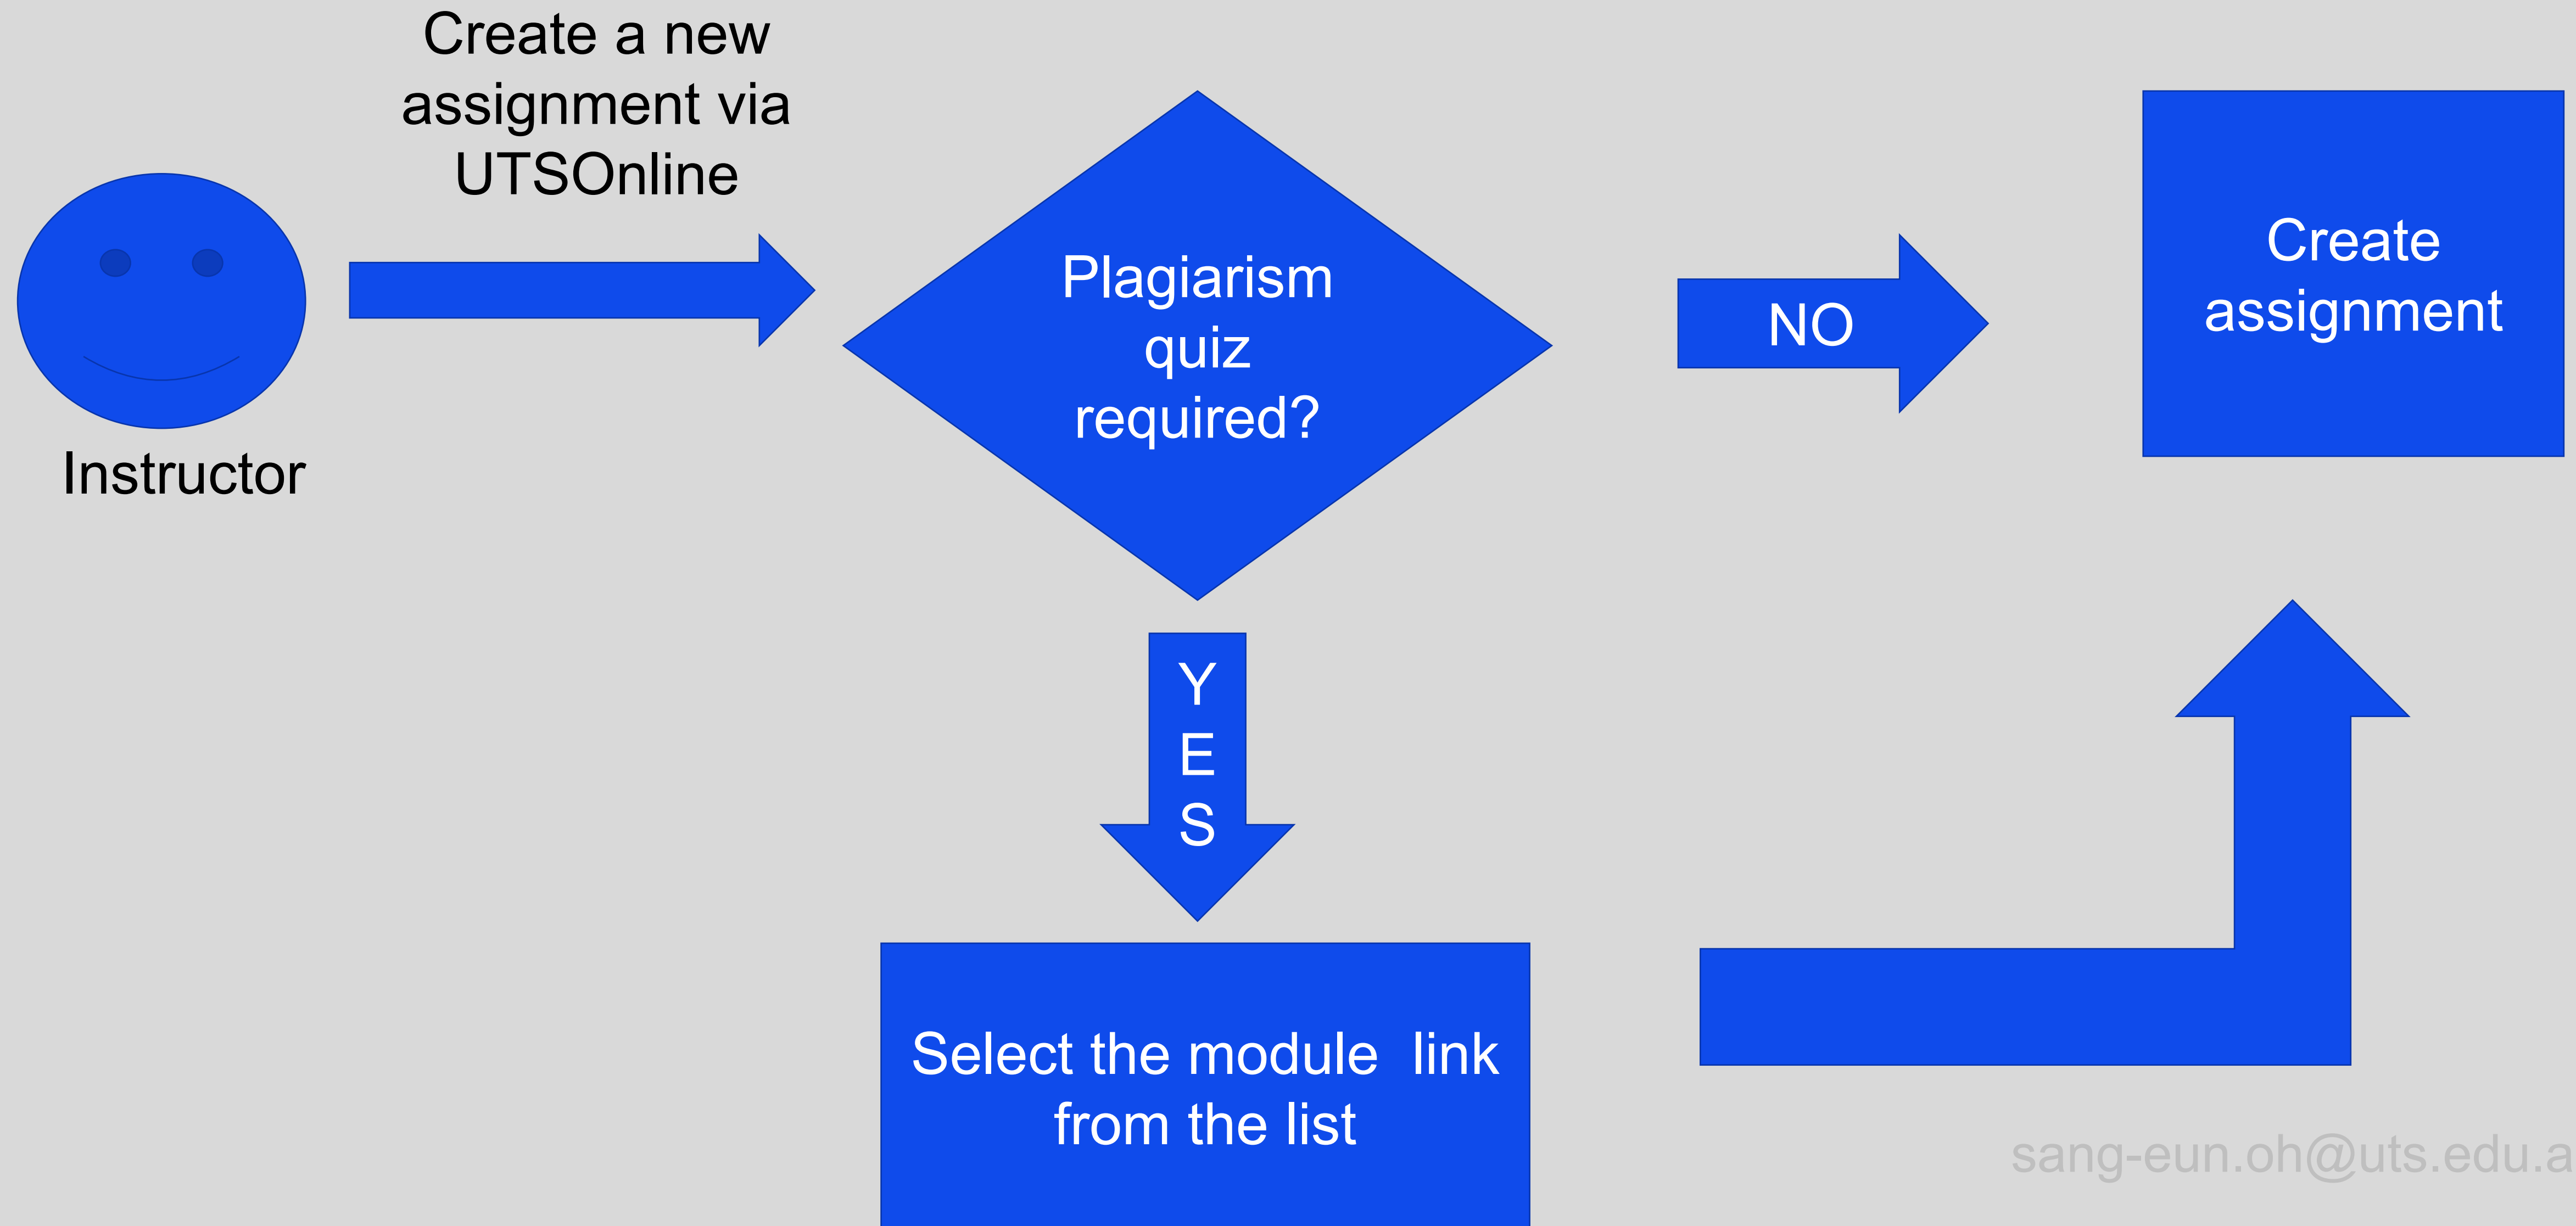 Create a new
assignment via
UTSOnline
Instructor
Plagiarism
quiz
required?
NO
Create
assignment
Y
E
S
Select the module  link
from the list
sang-eun.oh@uts.edu.a